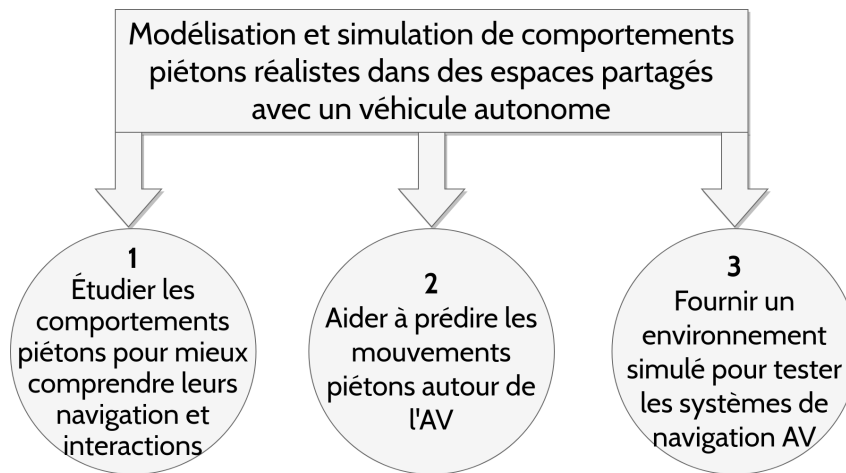 Modélisation et simulation de comportements
piétons réalistes dans des espaces partagés
avec un véhicule autonome
1
Étudier les
comportements
piétons pour mieux
comprendre leurs
navigation et
interactions
2
Aider à prédire les
mouvements
piétons autour de
l'AV
3
Fournir un
environnement
simulé pour tester
les systèmes de
navigation AV